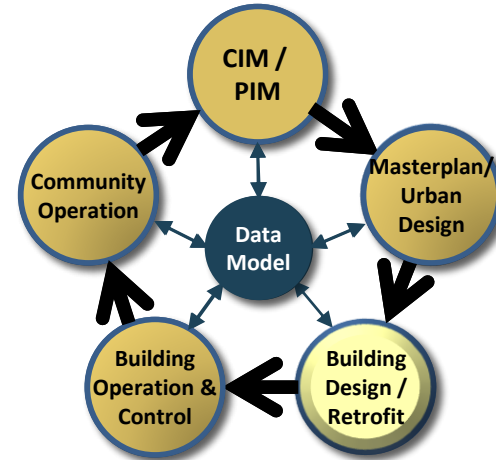 CIM /
PIM
Masterplan/
Urban
Design
Community
Operation
Data
Model
Building
Operation &
Control
Building
Design /
Retrofit